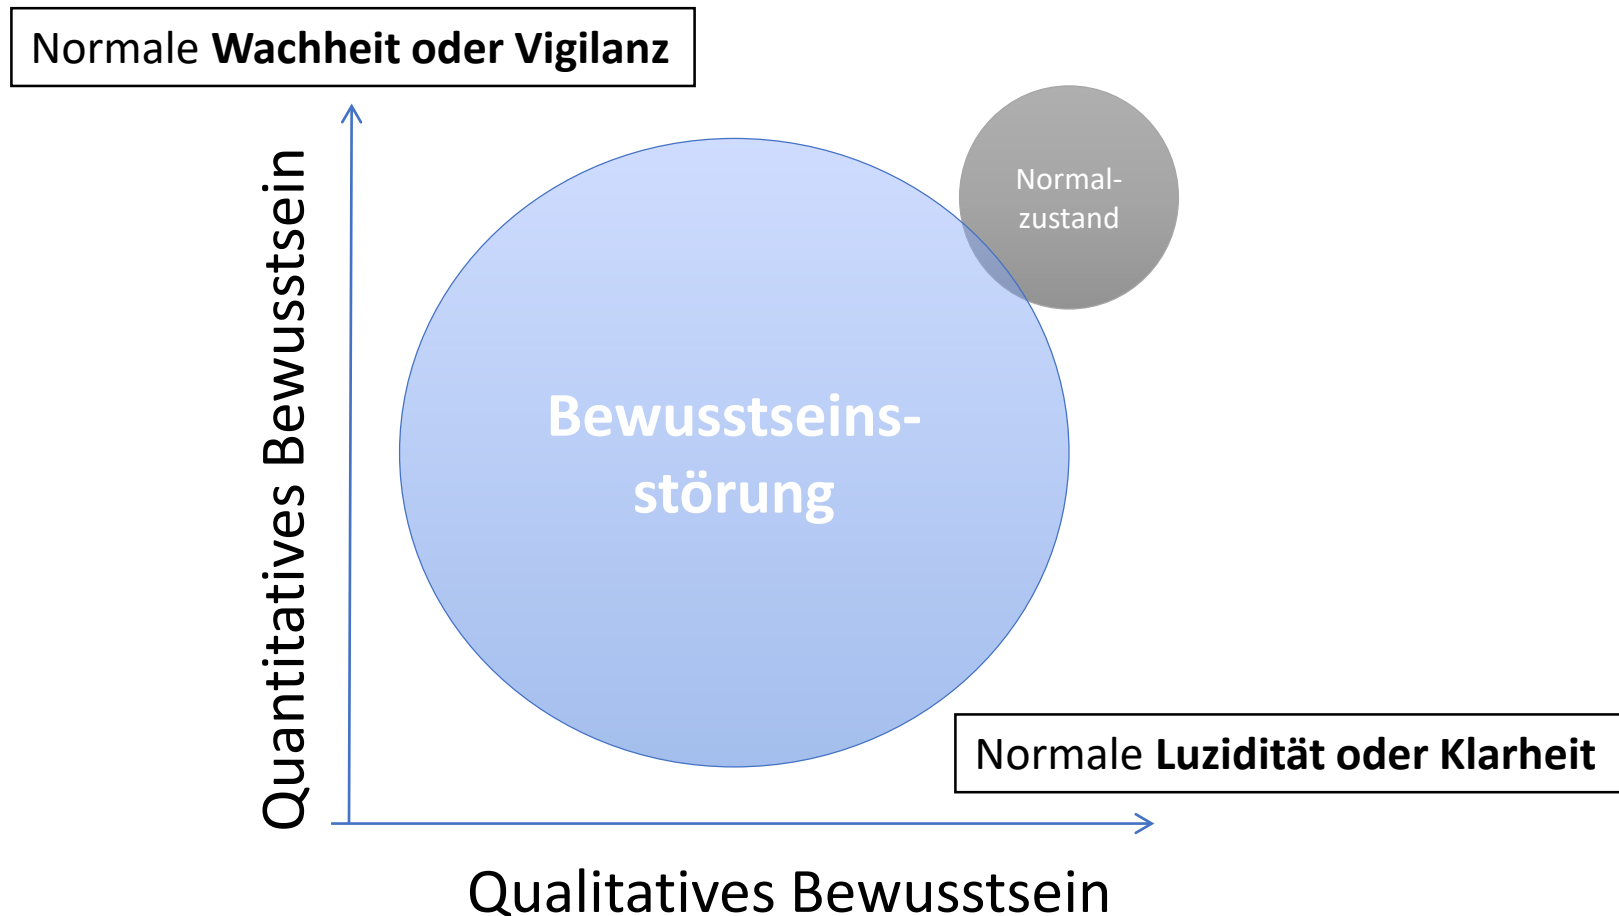 Normale Wachheit oder Vigilanz
Normal-
zustand
Quantitatives Bewusstsein
Bewusstseins-
störung
Normale Luzidität oder Klarheit
Qualitatives Bewusstsein